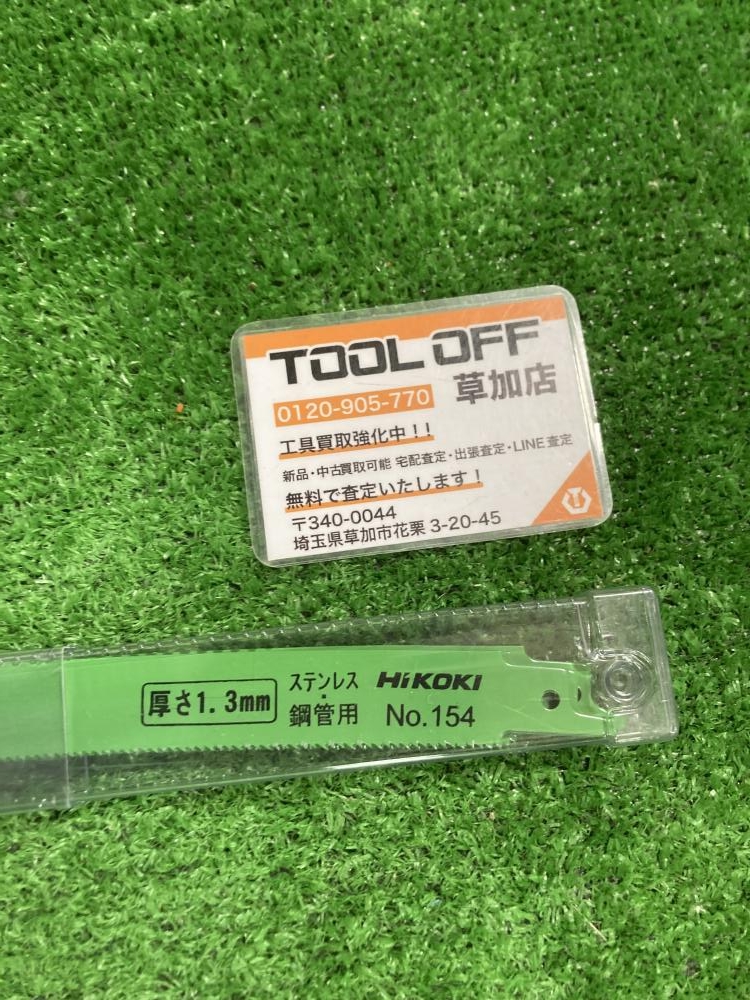 TOOL OFF
草加店
0120-905-770
工具買取強化中！！
新品・中古買取可能 宅配査定・出張査定・LINE査定
無料で査定いたします！
〒340-0044
埼玉県草加市花栗 3-20-45
厚さ1.3mm
ステンレス・鋼管用
HiKOKI
No.154